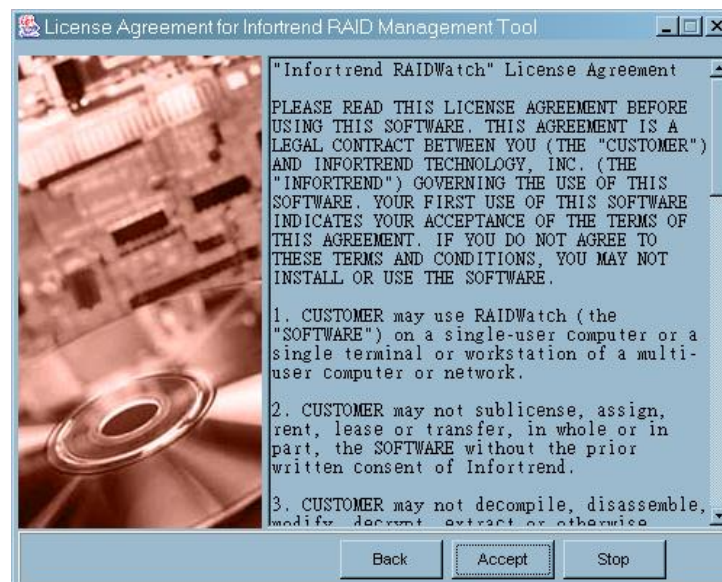 License Agreement for Infortrend RAID Management Tool
"Infortrend RAIDWatch" License Agreement
PLEASE READ THIS LICENSE AGREEMENT BEFORE
USING THIS SOFTWARE. THIS AGREEMENT IS A
LEGAL CONTRACT BETWEEN YOU (THE "CUSTOMER")
AND INFORTREND TECHNOLOGY, INC. (THE
"INFORTREND") GOVERNING THE USE OF THIS
SOFTWARE. YOUR FIRST USE OF THIS SOFTWARE
INDICATES YOUR ACCEPTANCE OF THE TERMS OF
THIS AGREEMENT. IF YOU DO NOT AGREE TO
THESE TERMS AND CONDITIONS, YOU MAY NOT
INSTALL OR USE THE SOFTWARE.
1. CUSTOMER may use RAIDWatch (the
"SOFTWARE") on a single-user computer or a
single terminal or workstation of a multi-
user computer or network.
2. CUSTOMER may not sublicense, assign,
rent, lease or transfer, in whole or in
part, the SOFTWARE without the prior
written consent of Infortrend.
3. CUSTOMER may not decompile, disassemble,
modify, decrypt, extract or otherwise
Back
Accept
Stop